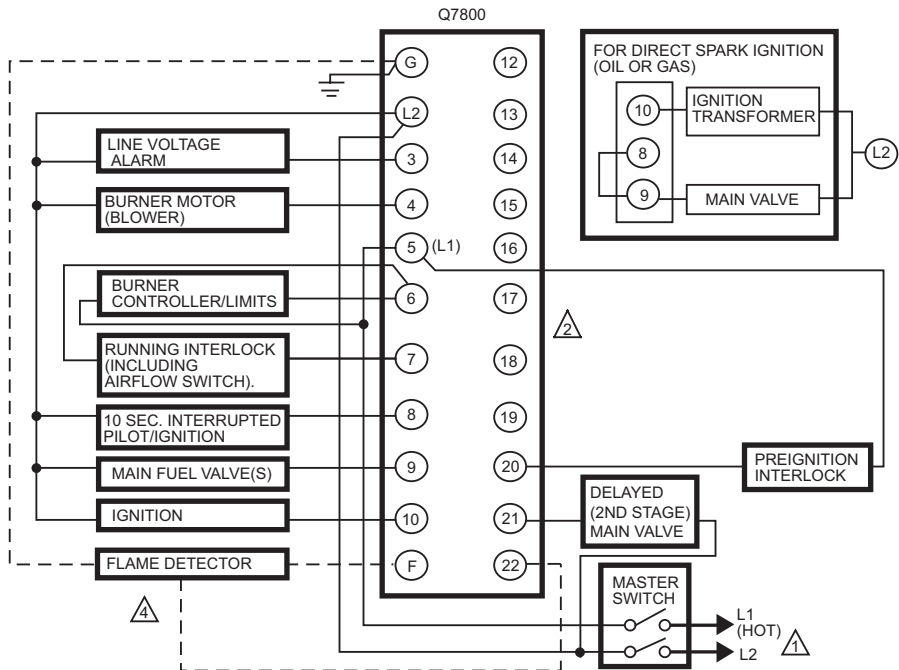 Q7800
G
L2
3
4
5
(L1)
6
7
8
9
10
F
12
13
14
15
16
17
18
19
20
21
22
LINE VOLTAGE
ALARM
BURNER MOTOR
(BLOWER)
BURNER
CONTROLLER/LIMITS
RUNNING INTERLOCK
(INCLUDING
AIRFLOW SWITCH).
10 SEC. INTERRUPTED
PILOT/IGNITION
MAIN FUEL VALVE(S)
IGNITION
FLAME DETECTOR
4
2
FOR DIRECT SPARK IGNITION
(OIL OR GAS)
10
8
9
IGNITION
TRANSFORMER
MAIN VALVE
L2
PREIGNITION
INTERLOCK
DELAYED
(2ND STAGE)
MAIN VALVE
MASTER
SWITCH
L1
(HOT)
L2
1